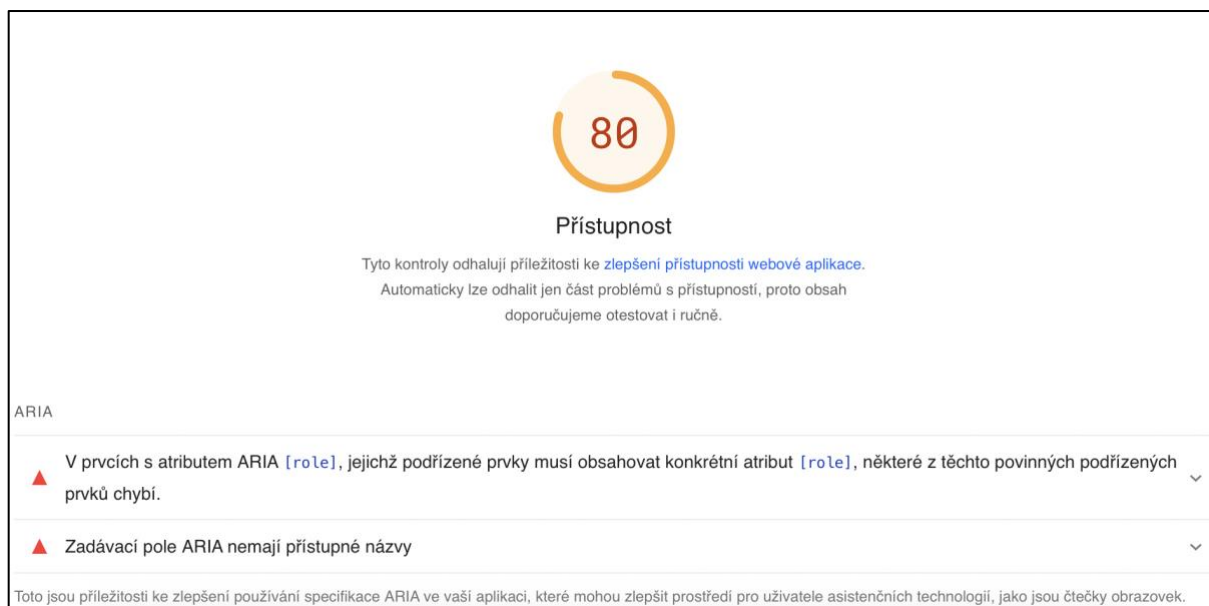 80
Přístupnost
Tyto kontroly odhalují příležitosti ke zlepšení přístupnosti webové aplikace.
Automaticky lze odhalit jen část problémů s přístupností, proto obsah
doporučujeme otestovat i ručně.
ARIA
V prvcích s atributem ARIA [role], jejichž podřízené prvky musí obsahovat konkrétní atribut [role], některé z těchto povinných podřízených
prvků chybí.
Zadávací pole ARIA nemají přístupné názvy
Toto jsou příležitosti ke zlepšení používání specifikace ARIA ve vaší aplikaci, které mohou zlepšit prostředí pro uživatele asistenčních technologií, jako jsou čtečky obrazovek.